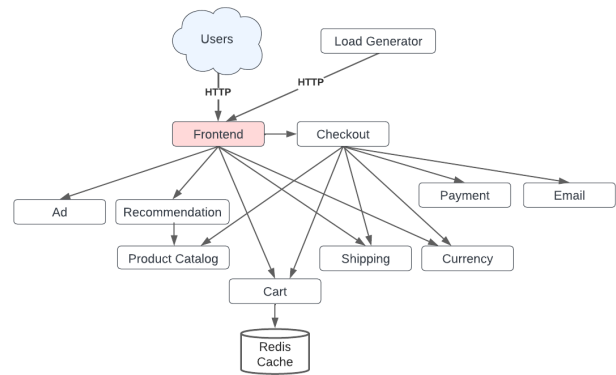 Users
Load Generator
HTTP
HTTP
Frontend
Checkout
Payment
Email
Ad
Recommendation
Product Catalog
Shipping
Currency
Cart
Redis
Cache